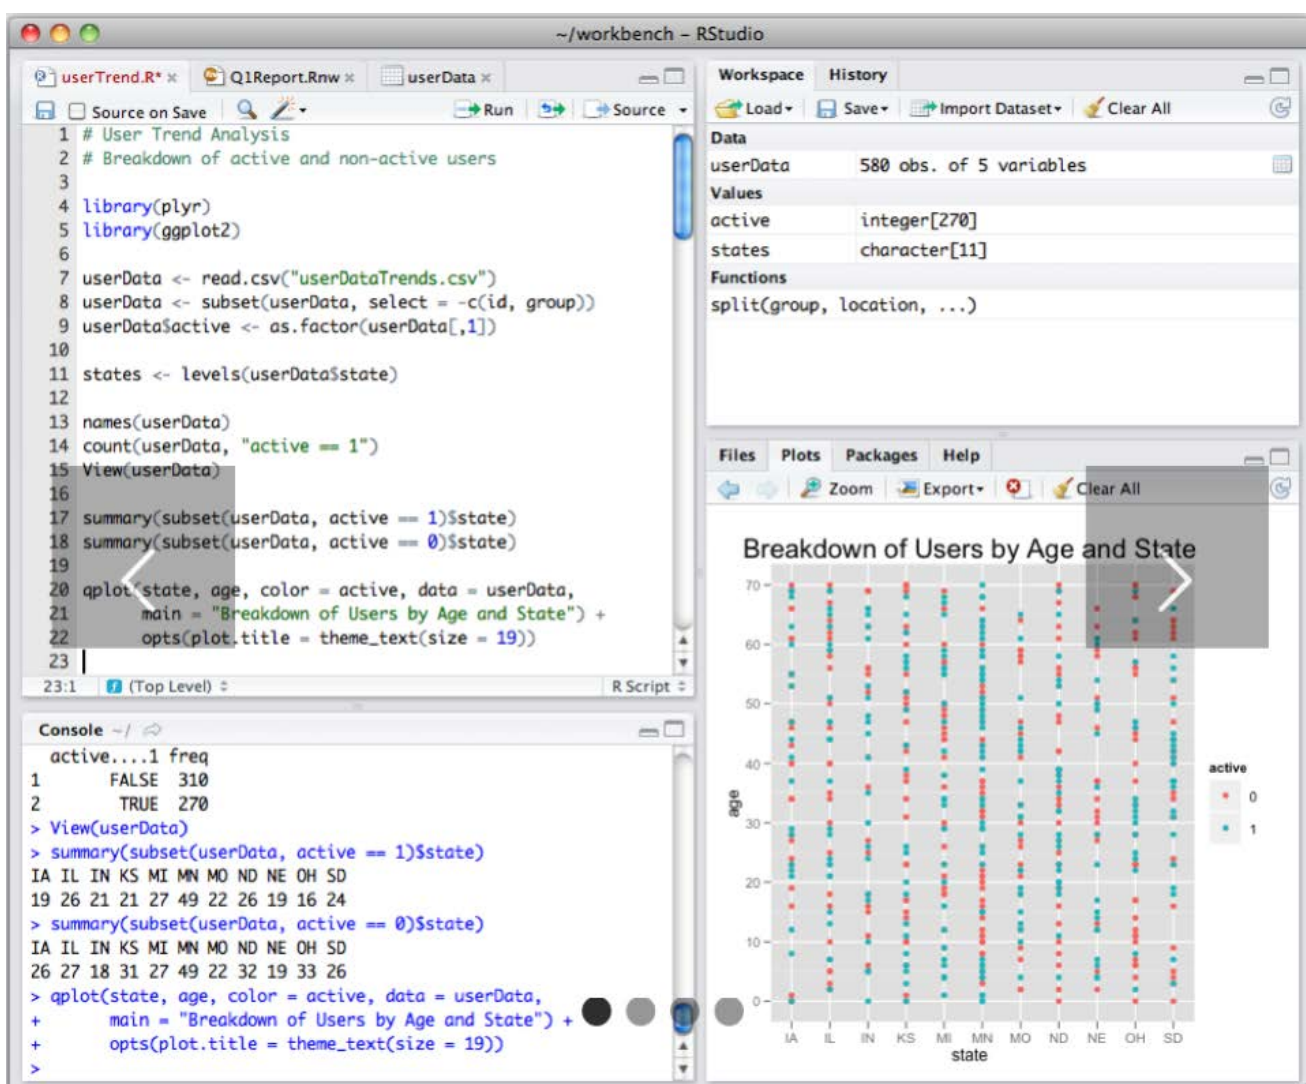 ~/workbench – RStudio
userTrend.R* Q1Report.Rnw userData
Source on Save Run Source
1 # User Trend Analysis
2 # Breakdown of active and non-active users
3
4 library(plyr)
5 library(ggplot2)
6
7 userData <- read.csv("userDataTrends.csv")
8 userData <- subset(userData, select = -c(id, group))
9 userData$active <- as.factor(userData[,1])
10
11 states <- levels(userData$state)
12
13 names(userData)
14 count(userData, "active == 1")
15 View(userData)
16
17 summary(subset(userData, active == 1)$state)
18 summary(subset(userData, active == 0)$state)
19
20 qplot(state, age, color = active, data = userData,
21 main = "Breakdown of Users by Age and State") +
22 opts(plot.title = theme_text(size = 19))
23
23:1 (Top Level) R Script
Console ~/
active....1 freq
1 FALSE 310
2 TRUE 270
> View(userData)
> summary(subset(userData, active == 1)$state)
IA IL IN KS MI MN MO ND NE OH SD
19 26 21 21 27 49 22 26 19 16 24
> summary(subset(userData, active == 0)$state)
IA IL IN KS MI MN MO ND NE OH SD
26 27 18 31 27 49 22 32 19 33 26
> qplot(state, age, color = active, data = userData,
+ main = "Breakdown of Users by Age and State") +
+ opts(plot.title = theme_text(size = 19))
>
Workspace History
Load Save Import Dataset Clear All
Data
userData 580 obs. of 5 variables
Values
active integer[270]
states character[11]
Functions
split(group, location, ...)
Files Plots Packages Help
Zoom Export Clear All
Breakdown of Users by Age and State
70
60
50
40
30
20
10
0
age
IA IL IN KS MI MN MO ND NE OH SD
state
active
0
1